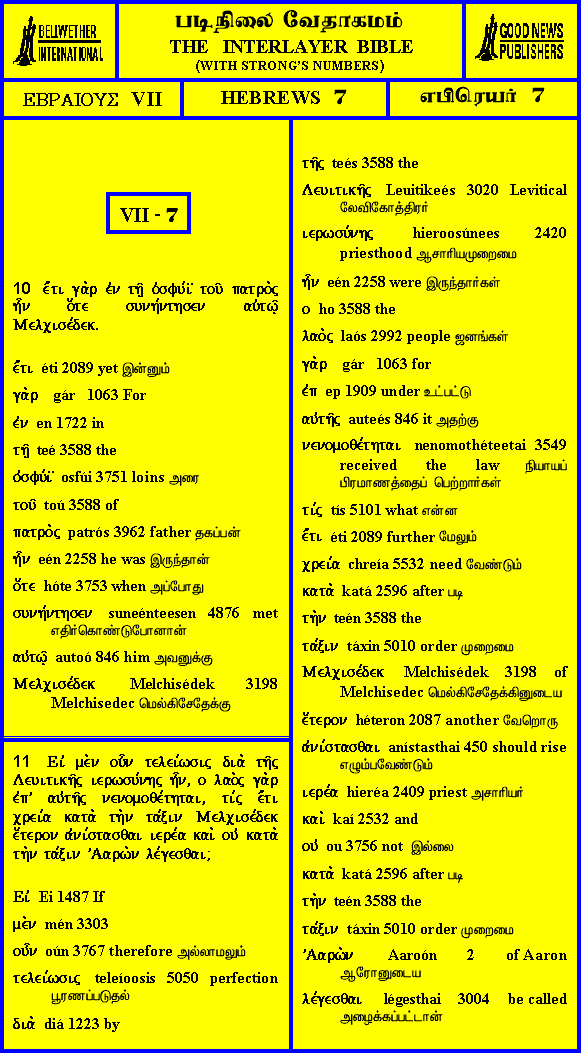 BELLWETHER
INTERNATIONAL
படிநிலை வேதாகமம்
THE INTERLAYER BIBLE
(WITH STRONG'S NUMBERS)
GOOD NEWS
PUBLISHERS
ΕΒΡΑΙΟΥΣ VII
HEBREWS 7
எபிரெயர் 7
VII - 7
10 ἔτι γὰρ ἐν τῇ ὀσφύϊ τοῦ πατρὸς
ἦν ὅτε συνήντησεν αὐτῷ
Μελχισέδεκ.
ἔτι éti 2089 yet இன்னும்
γὰρ gár 1063 For
ἐν en 1722 in
τῇ teé 3588 the
ὀσφύϊ osfúi 3751 loins அரை
τοῦ toú 3588 of
πατρὸς patrós 3962 father தகப்பன்
ἦν eén 2258 he was இருந்தான்
ὅτε hóte 3753 when அப்போது
συνήντησεν suneénteesen 4876 met
எதிர்கொண்டுபோனான்
αὐτῷ autoó 846 him அவனுக்கு
Μελχισέδεκ Melchisédek 3198
Melchisedec மெல்கிசேதேக்கு
11 Εἰ μὲν οὖν τελείωσις διὰ τῆς
Λευιτικῆς ιερωσύνης ἦν, ο λαὸς γὰρ
ἐπ’ αὐτῆς νενομοθέτηται, τίς ἔτι
χρεία κατὰ τὴν τάξιν Μελχισέδεκ
ἕτερον ἀνίστασθαι ιερέα καὶ οὐ κατὰ
τὴν τάξιν Ἀαρὼν λέγεσθαι;
Εἰ Ei 1487 If
μὲν mén 3303
οὖν oún 3767 therefore அல்லாமலும்
τελείωσις teleíoosis 5050 perfection
பூரணப்படுதல்
διὰ diá 1223 by
τῆς teés 3588 the
Λευιτικῆς Leuitikeés 3020 Levitical
லேவிகோத்திரர்
ιερωσύνης hieroosúnees 2420
priesthood ஆசாரியமுறைமை
ἦν eén 2258 were இருந்தார்கள்
ο ho 3588 the
λαὸς laós 2992 people ஜனங்கள்
γὰρ gár 1063 for
ἐπ ep 1909 under உட்பட்டு
αὐτῆς auteés 846 it அதற்கு
νενομοθέτηται nenomothéteetai 3549
received the law நியாயப்
பிரமாணத்தைப் பெற்றார்கள்
τίς tís 5101 what என்ன
ἔτι éti 2089 further மேலும்
χρεία chreía 5532 need வேண்டும்
κατὰ katá 2596 after படி
τὴν teén 3588 the
τάξιν táxin 5010 order முறைமை
Μελχισέδεκ Melchisédek 3198 of
Melchisedec மெல்கிசேதேக்கினுடைய
ἕτερον héteron 2087 another வேறொரு
ἀνίστασθαι anístasthai 450 should rise
எழும்பவேண்டும்
ιερέα hieréa 2409 priest அசாரியர்
καὶ kaí 2532 and
οὐ ou 3756 not இல்லை
κατὰ katá 2596 after படி
τὴν teén 3588 the
τάξιν táxin 5010 order முறைமை
Ἀαρὼν Aaroón 2 of Aaron
ஆரோனுடைய
λέγεσθαι légesthai 3004 be called
அழைக்கப்பட்டான்